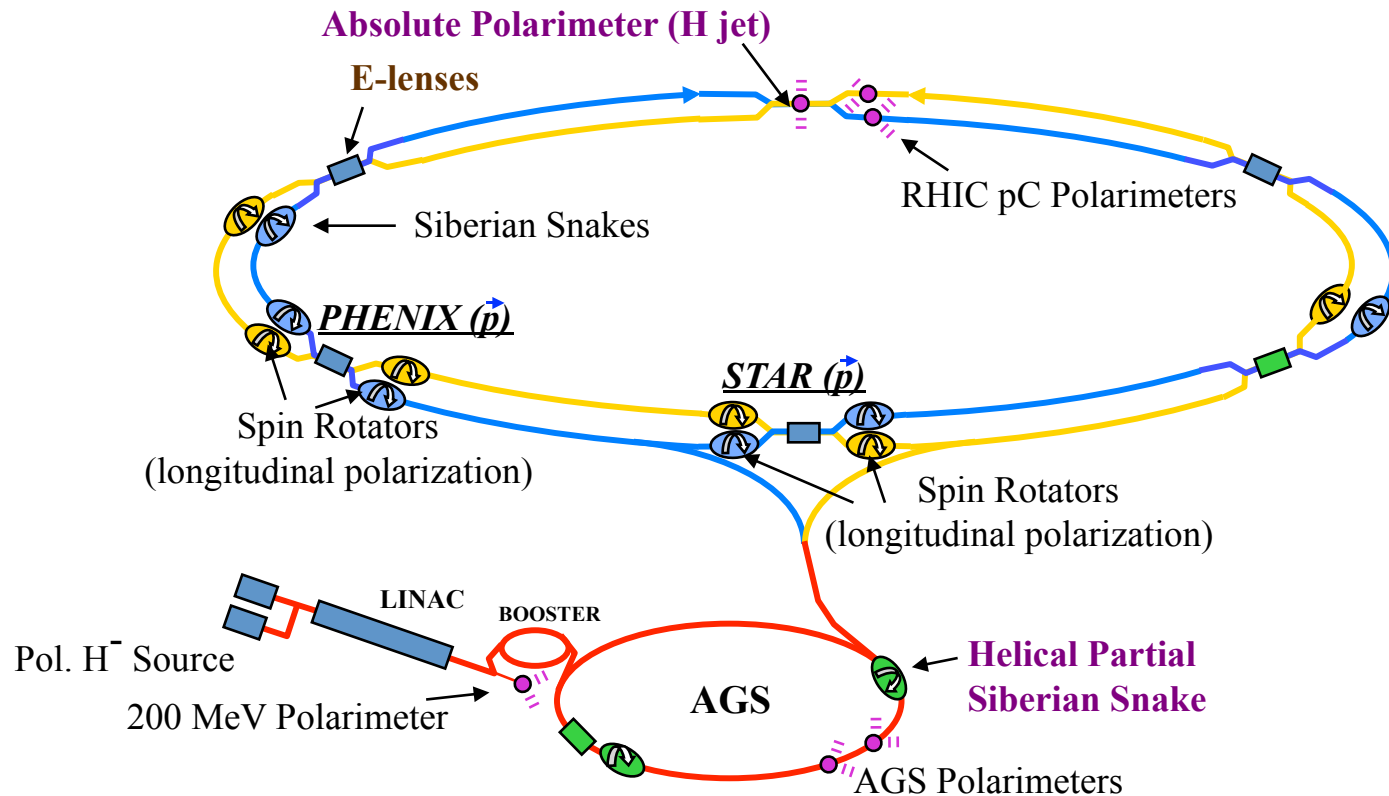 Absolute Polarimeter (H jet)
E-lenses
RHIC pC Polarimeters
Siberian Snakes
PHENIX (p)
STAR (p)
Spin Rotators
(longitudinal polarization)
Spin Rotators
(longitudinal polarization)
LINAC
BOOSTER
Pol. H⁻ Source
200 MeV Polarimeter
AGS
Helical Partial
Siberian Snake
AGS Polarimeters